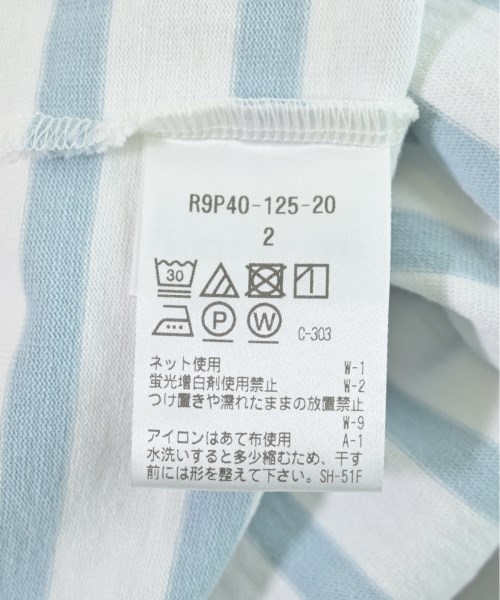 R9P40-125-20
2
30
P W C-303
ネット使用 W-1
蛍光増白剤使用禁止 W-2
つけ置きや濡れたままの放置禁止
W-9
アイロンはあて布使用 A-1
水洗いすると多少縮むため、干す
前には形を整えて下さい。SH-51F